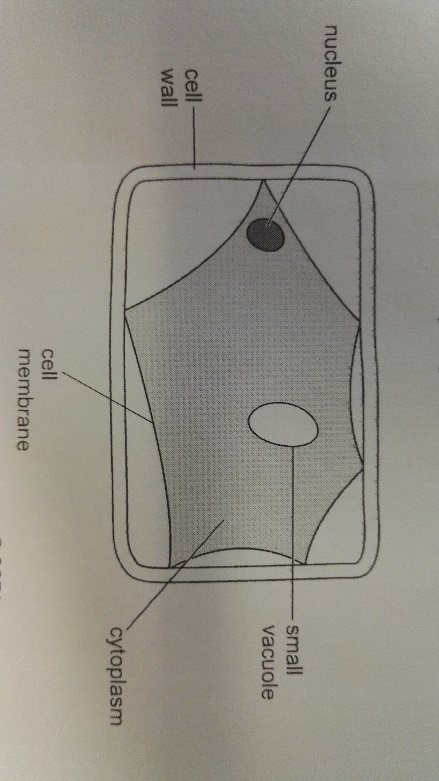 nucleus
cell
wall
cell
membrane
small
vacuole
cytoplasm